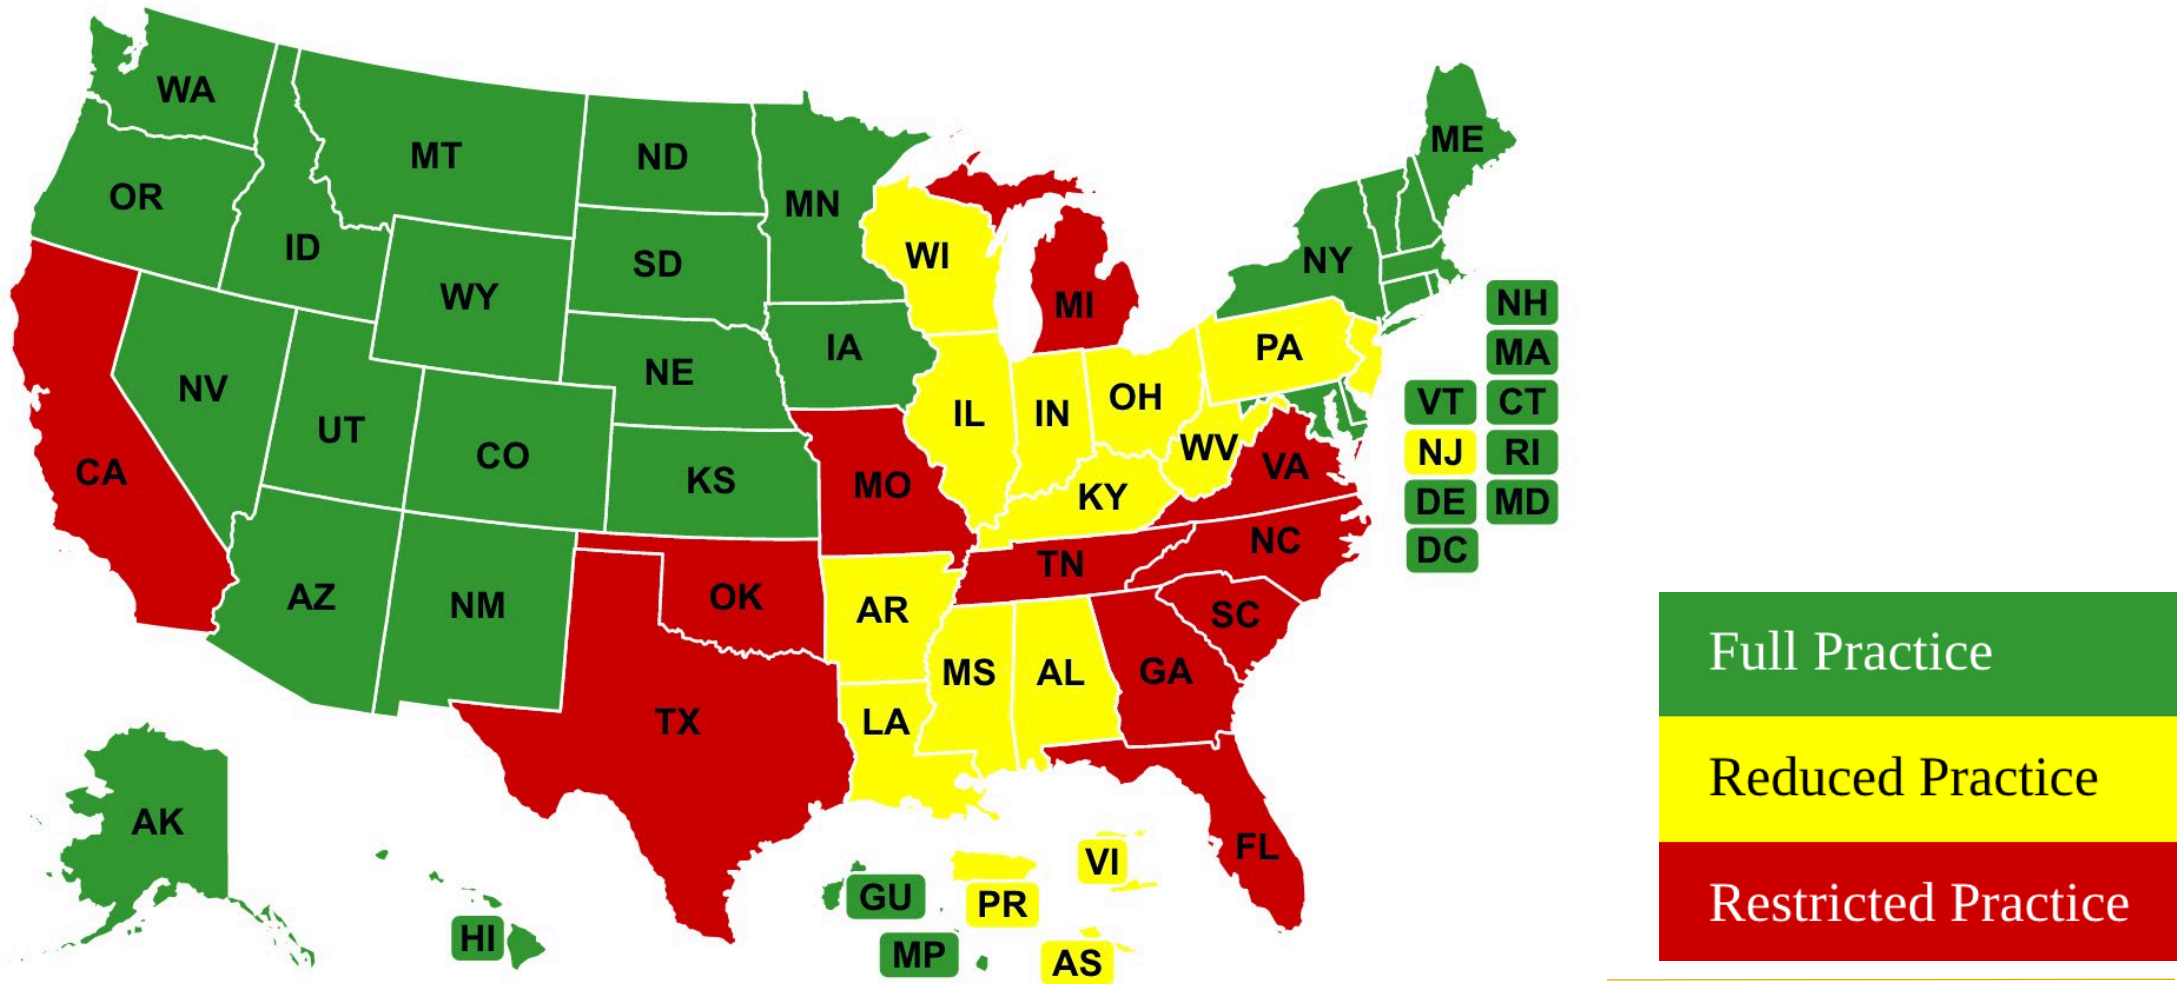 WA
MT
ND
ME
OR
MN
ID
SD
WI
NY
WY
MI
NH
IA
PA
MA
NV
NE
OH
VT
CT
UT
IL
IN
CO
WV
NJ
RI
CA
KS
MO
VA
KY
DE
MD
NC
DC
TN
AZ
NM
OK
AR
SC
MS
AL
GA
TX
LA
AK
FL
VI
GU
PR
HI
MP
AS
Full Practice
Reduced Practice
Restricted Practice